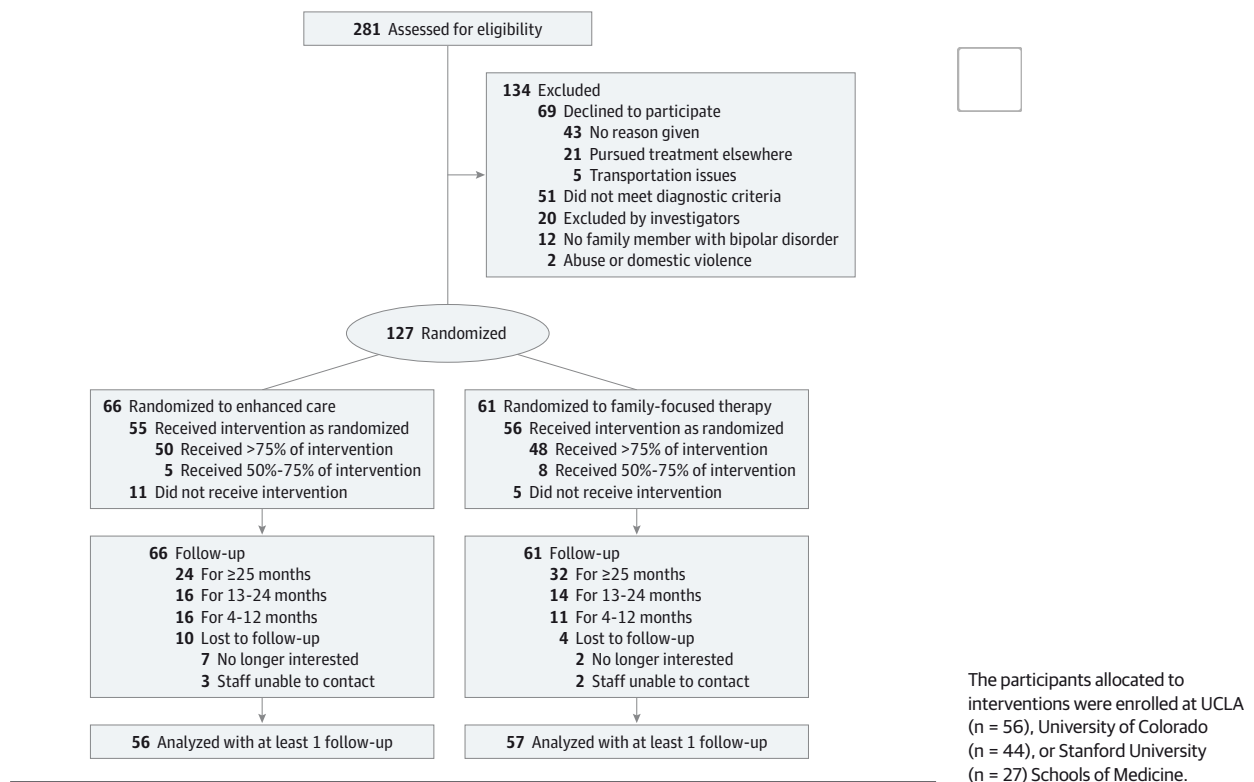 281 Assessed for eligibility
134 Excluded
69 Declined to participate
43 No reason given
21 Pursued treatment elsewhere
5 Transportation issues
51 Did not meet diagnostic criteria
20 Excluded by investigators
12 No family member with bipolar disorder
2 Abuse or domestic violence
127 Randomized
66 Randomized to enhanced care
55 Received intervention as randomized
50 Received >75% of intervention
5 Received 50%-75% of intervention
11 Did not receive intervention
61 Randomized to family-focused therapy
56 Received intervention as randomized
48 Received >75% of intervention
8 Received 50%-75% of intervention
5 Did not receive intervention
66 Follow-up
24 For ≥25 months
16 For 13-24 months
16 For 4-12 months
10 Lost to follow-up
7 No longer interested
3 Staff unable to contact
61 Follow-up
32 For ≥25 months
14 For 13-24 months
11 For 4-12 months
4 Lost to follow-up
2 No longer interested
2 Staff unable to contact
56 Analyzed with at least 1 follow-up
57 Analyzed with at least 1 follow-up
The participants allocated to
interventions were enrolled at UCLA
(n = 56), University of Colorado
(n = 44), or Stanford University
(n = 27) Schools of Medicine.